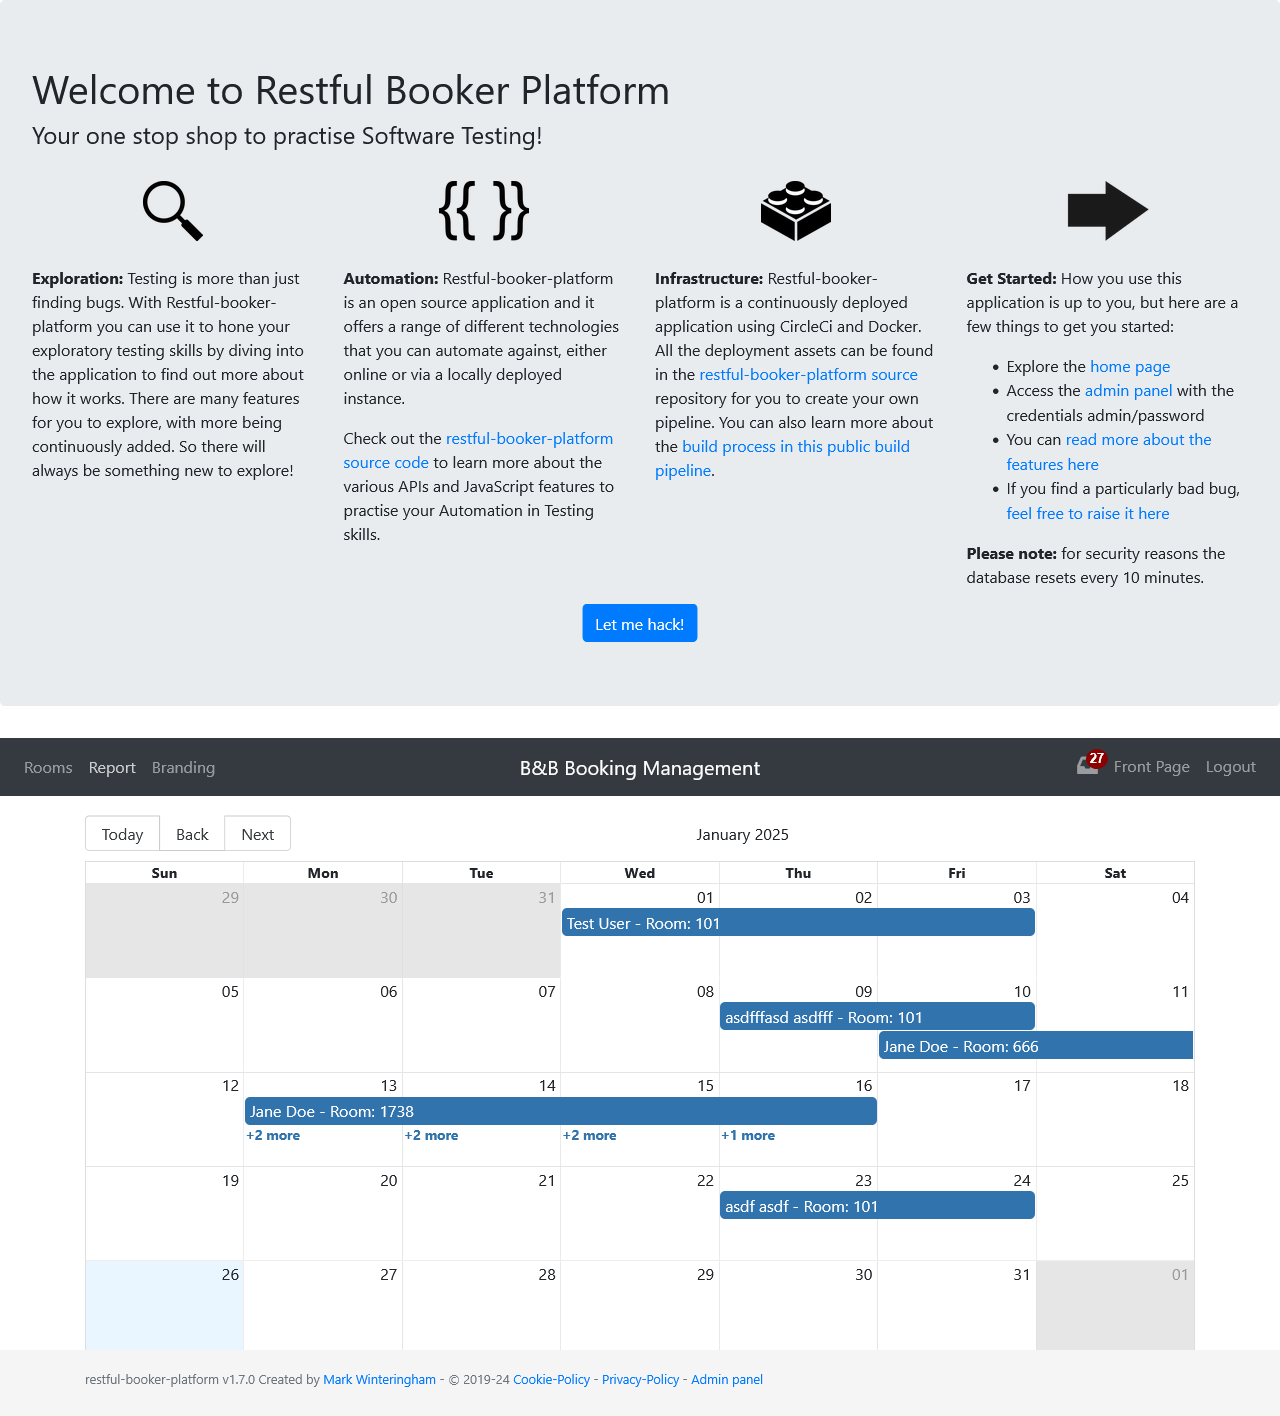 Welcome to Restful Booker Platform
Your one stop shop to practise Software Testing!
{{ }}
Exploration: Testing is more than just
finding bugs. With Restful-booker-
platform you can use it to hone your
exploratory testing skills by diving into
the application to find out more about
how it works. There are many features
for you to explore, with more being
continuously added. So there will
always be something new to explore!
Automation: Restful-booker-platform
is an open source application and it
offers a range of different technologies
that you can automate against, either
online or via a locally deployed
instance.
Check out the restful-booker-platform
source code to learn more about the
various APIs and JavaScript features to
practise your Automation in Testing
skills.
Infrastructure: Restful-booker-
platform is a continuously deployed
application using CircleCi and Docker.
All the deployment assets can be found
in the restful-booker-platform source
repository for you to create your own
pipeline. You can also learn more about
the build process in this public build
pipeline.
Get Started: How you use this
application is up to you, but here are a
few things to get you started:
• Explore the home page
• Access the admin panel with the
credentials admin/password
• You can read more about the
features here
• If you find a particularly bad bug,
feel free to raise it here
Please note: for security reasons the
database resets every 10 minutes.
Let me hack!
Rooms Report Branding B&B Booking Management 27 Front Page Logout
Today Back Next January 2025
Sun Mon Tue Wed Thu Fri Sat
29 30 31 01 02 03 04
Test User - Room: 101
05 06 07 08 09 10 11
asdfffasd asdfff - Room: 101
Jane Doe - Room: 666
12 13 14 15 16 17 18
Jane Doe - Room: 1738
+2 more +2 more +2 more +1 more
19 20 21 22 23 24 25
asdf asdf - Room: 101
26 27 28 29 30 31 01
restful-booker-platform v1.7.0 Created by Mark Winteringham - © 2019-24 Cookie-Policy - Privacy-Policy - Admin panel